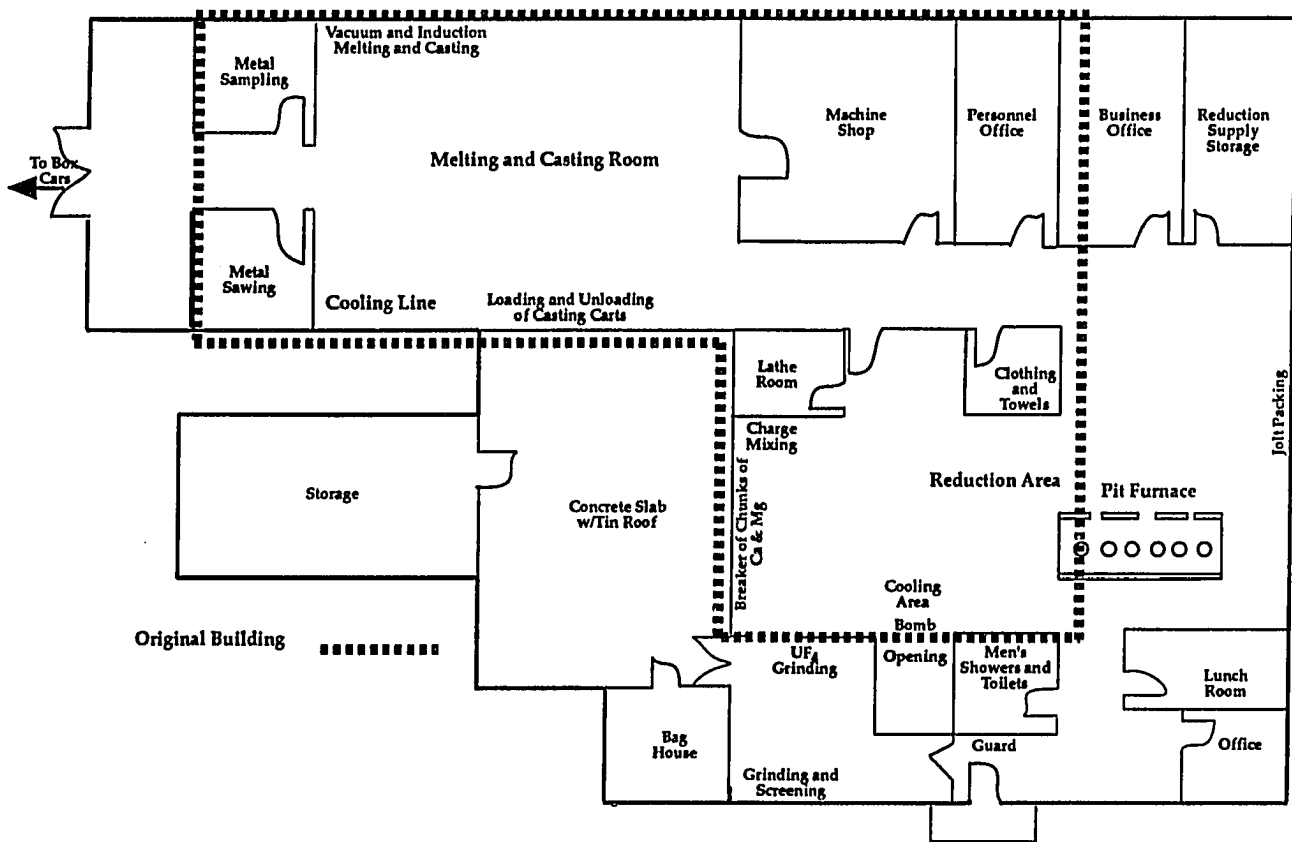 Vacuum and Induction
Melting and Casting
Metal
Sampling
Machine
Shop
Personnel
Office
Business
Office
Reduction
Supply
Storage
To Box
Cars
Melting and Casting Room
Metal
Sawing
Cooling Line
Loading and Unloading
of Casting Carts
Lathe
Room
Clothing
and
Towels
Charge
Mixing
Jolt Packing
Breaker of Chunks of
Ca & Mg
Reduction Area
Pit Furnace
Storage
Concrete Slab
w/Tin Roof
Cooling
Area
Bomb
Opening
Original Building
UF4
Grinding
Men's
Showers and
Toilets
Lunch
Room
Bag
House
Guard
Office
Grinding and
Screening